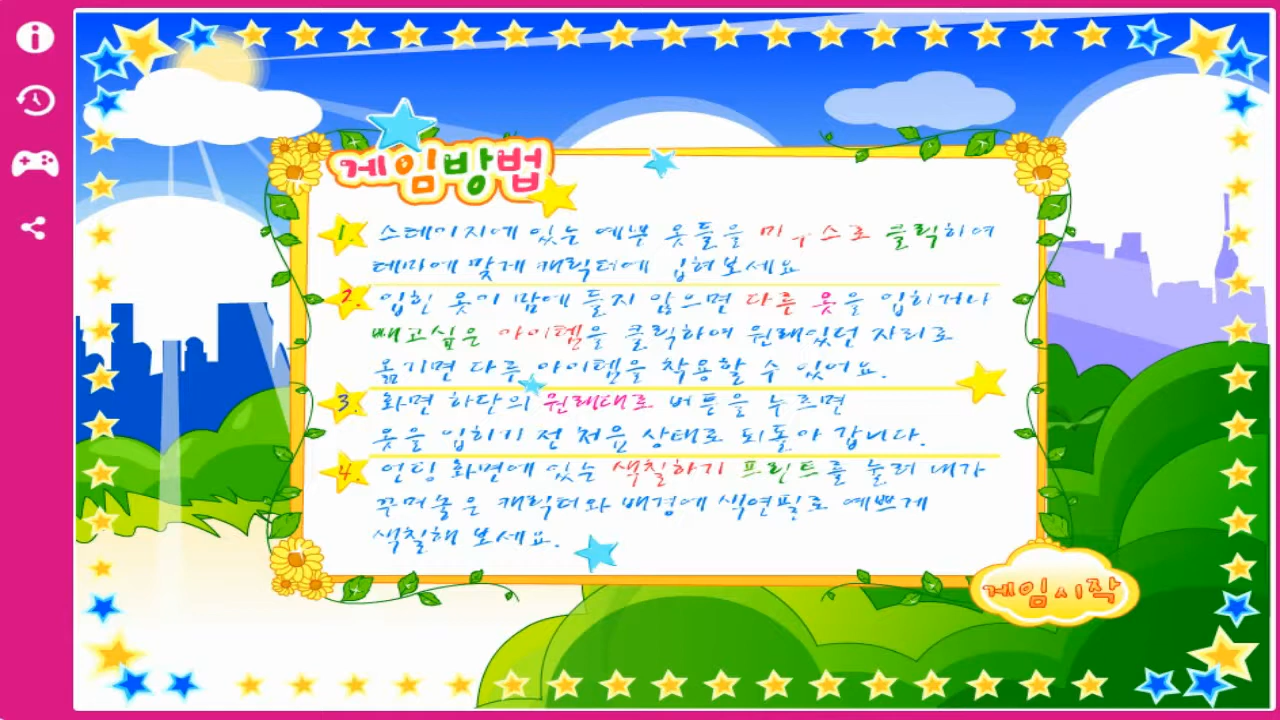 게임방법
1. 스테이지에 있는 예쁜 옷들을 마우스로 클릭하여
테마에 맞게 캐릭터에 입혀보세요
2. 입힌 옷이 맘에 들지 않으면 다른 옷을 입히거나
빼고싶은 아이템을 클릭하여 원래있던 자리로
옮기면 다른 아이템을 착용할 수 있어요.
3. 화면 하단의 원래대로 버튼을 누르면
옷을 입히기 전 처음 상태로 되돌아 갑니다.
4. 엔딩 화면에 있는 색칠하기 프린트를 눌러 내가
꾸며놓은 캐릭터와 배경에 색연필로 예쁘게
색칠해 보세요.
게임시작